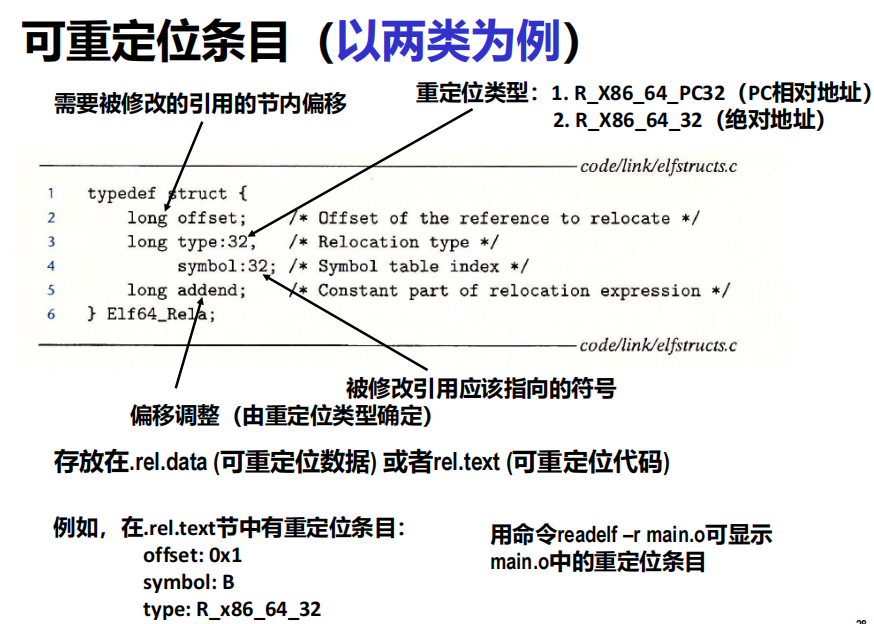 可重定位条目（以两类为例）
需要被修改的引用的节内偏移
重定位类型：1. R_X86_64_PC32（PC相对地址）
2. R_X86_64_32（绝对地址）
code/link/elfstructs.c
1 typedef struct {
2 long offset; /* Offset of the reference to relocate */
3 long type:32, /* Relocation type */
4 symbol:32; /* Symbol table index */
5 long addend; /* Constant part of relocation expression */
6 } Elf64_Rela;
code/link/elfstructs.c
被修改引用应该指向的符号
偏移调整（由重定位类型确定）
存放在.rel.data (可重定位数据) 或者rel.text (可重定位代码)
例如，在.rel.text节中有重定位条目：
offset: 0x1
symbol: B
type: R_x86_64_32
用命令readelf –r main.o可显示
main.o中的重定位条目